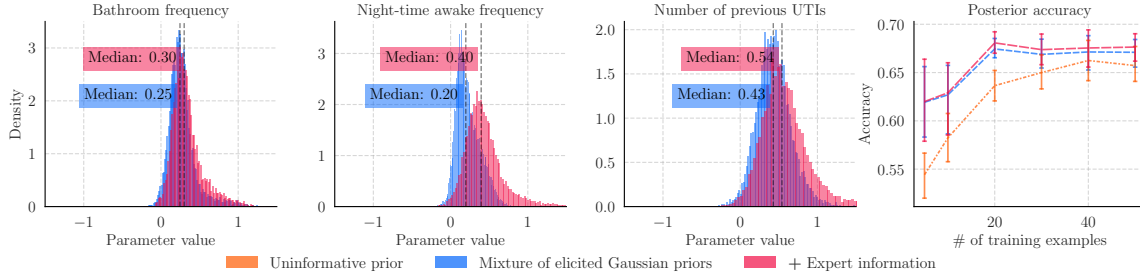 Bathroom frequency
Night-time awake frequency
Number of previous UTIs
Posterior accuracy
Density
3
2
1
0
Median: 0.30
Median: 0.25
−1
0
1
Parameter value
3
2
1
0
Median: 0.40
Median: 0.20
−1
0
1
Parameter value
2.0
1.5
1.0
0.5
0.0
Median: 0.54
Median: 0.43
−1
0
1
Parameter value
Accuracy
0.70
0.65
0.60
0.55
20
40
# of training examples
Uninformative prior
Mixture of elicited Gaussian priors
+ Expert information